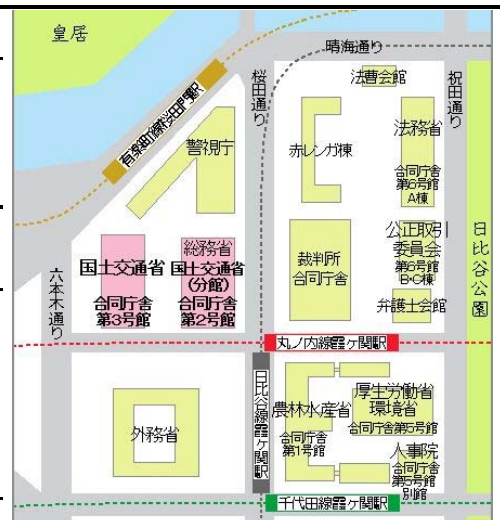 皇居
晴海通り
桜田通り
祝田通り
有楽町線桜田門駅
警視庁
法曹会館
赤レンガ棟
法務省
合同庁舎
第6号館
A棟
公正取引
委員会
第6号館
B・C棟
弁護士会館
裁判所
合同庁舎
日比谷公園
六本木通り
国土交通省
合同庁舎
第3号館
総務省
国土交通省
(分館)
合同庁舎
第2号館
丸ノ内線霞ヶ関駅
日比谷線霞ヶ関駅
外務省
農林水産省
合同庁舎
第1号館
厚生労働省
環境省
合同庁舎第5号館
人事院
合同庁舎
第5号館
別館
千代田線霞ヶ関駅